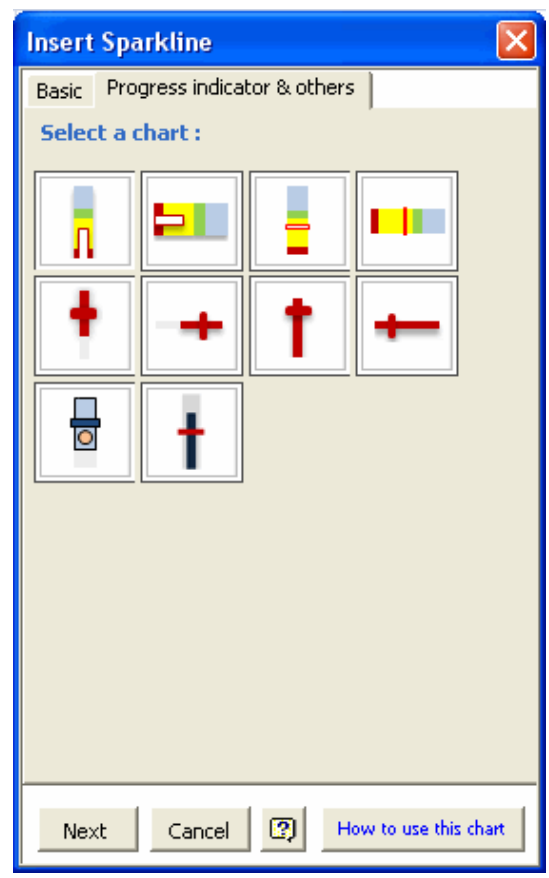 Insert Sparkline
Basic Progress indicator & others
Select a chart :
Next Cancel ? How to use this chart